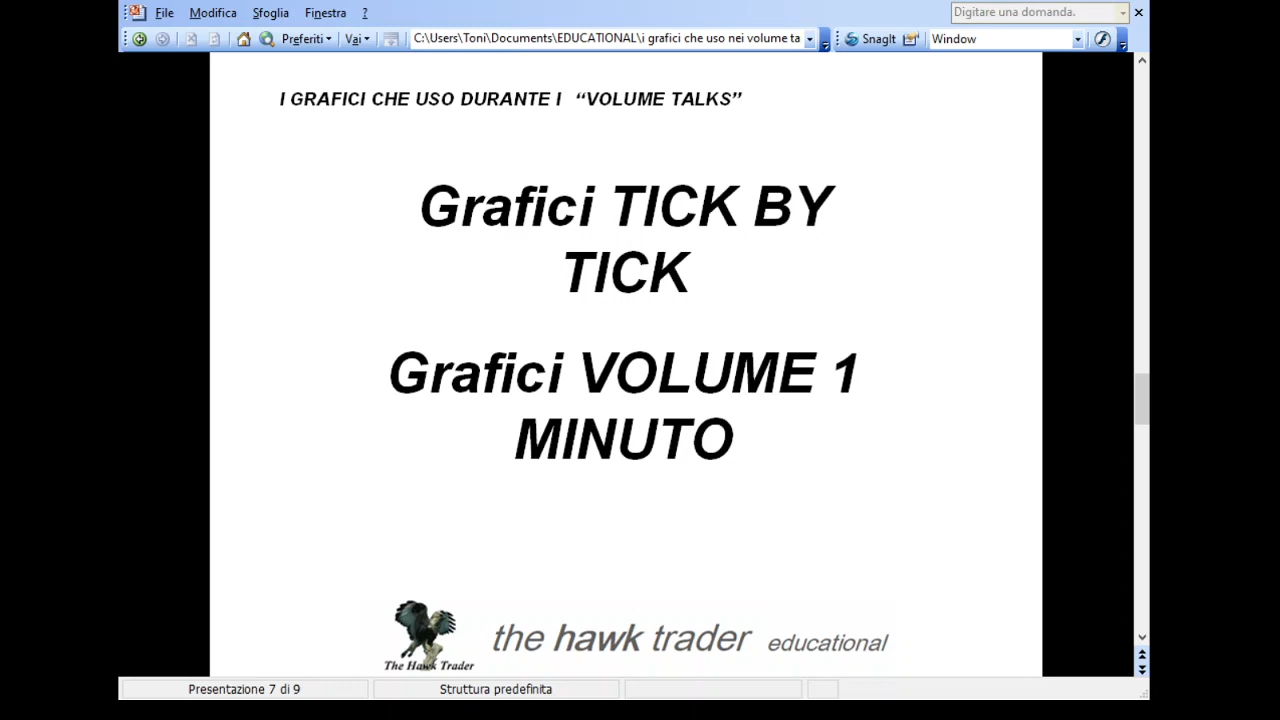 File Modifica Sfoglia Finestra ? Digitare una domanda.
Preferiti Vai C:\Users\Toni\Documents\EDUCATIONAL\i grafici che uso nei volume ta SnagIt Window
I GRAFICI CHE USO DURANTE I “VOLUME TALKS”
Grafici TICK BY
TICK
Grafici VOLUME 1
MINUTO
the hawk trader educational
The Hawk Trader
Presentazione 7 di 9 Struttura predefinita